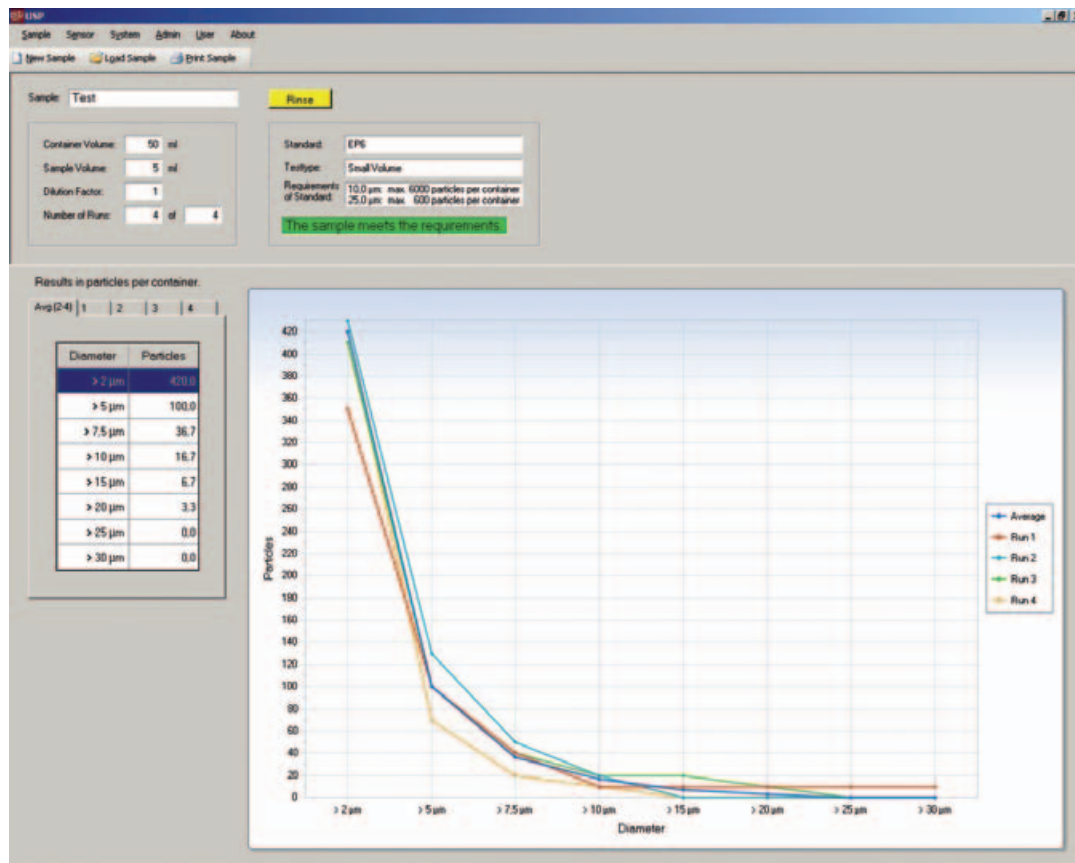 Sample Sensor System Admin User About
New Sample Load Sample Print Sample
Sample: Test
Rinse
Container Volume: 50 ml
Sample Volume: 5 ml
Dilution Factor: 1
Number of Runs: 4 of 4
Standard: EP6
Testtype: Small Volume
Requirements of Standard:
10,0 µm: max. 6000 particles per container
25,0 µm: max. 600 particles per container
The sample meets the requirements.
Results in particles per container.
Avg (2-4) 1 2 3 4
Diameter Particles
> 2 µm 420,0
> 5 µm 100,0
> 7,5 µm 36,7
> 10 µm 16,7
> 15 µm 6,7
> 20 µm 3,3
> 25 µm 0,0
> 30 µm 0,0
Particles
420
400
380
360
340
320
300
280
260
240
220
200
180
160
140
120
100
80
60
40
20
0
> 2 µm > 5 µm > 7.5 µm > 10 µm > 15 µm > 20 µm > 25 µm > 30 µm
Diameter
Average
Run 1
Run 2
Run 3
Run 4